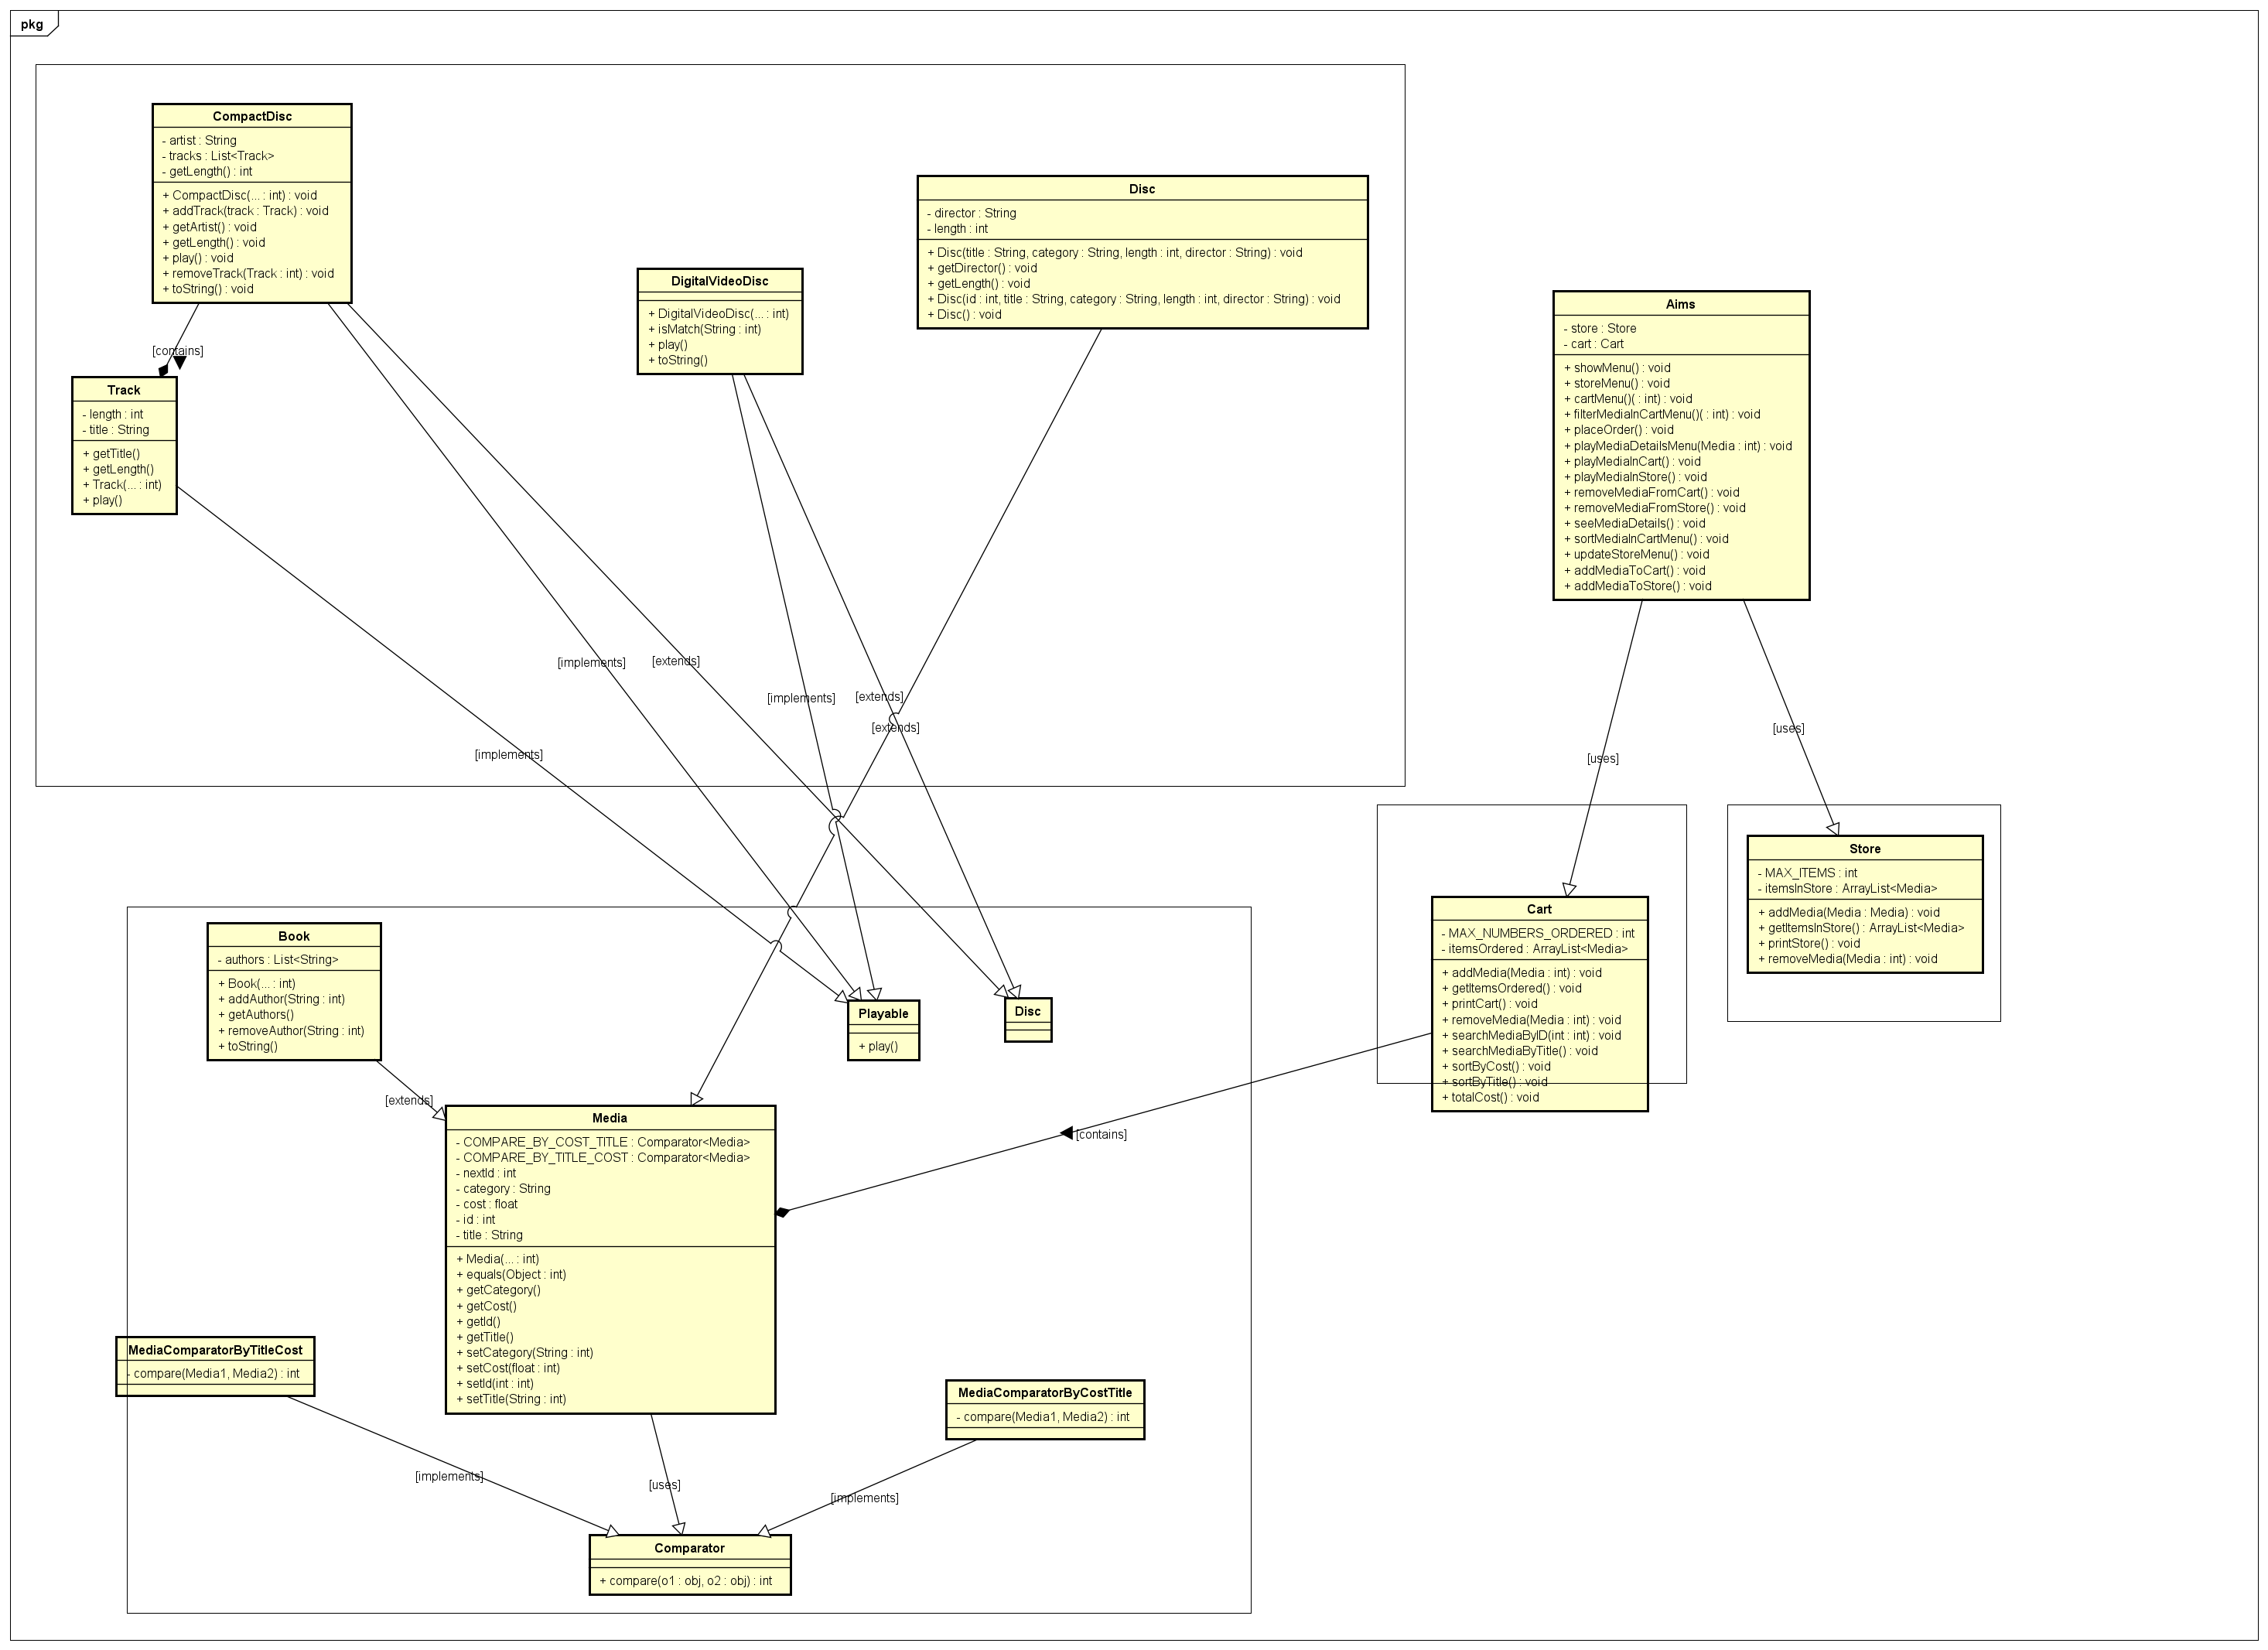 pkg
CompactDisc
- artist : String
- tracks : List<Track>
- getLength() : int
+ CompactDisc(... : int) : void
+ addTrack(track : Track) : void
+ getArtist() : void
+ getLength() : void
+ play() : void
+ removeTrack(Track : int) : void
+ toString() : void
Disc
- director : String
- length : int
+ Disc(title : String, category : String, length : int, director : String) : void
+ getDirector() : void
+ getLength() : void
+ Disc(id : int, title : String, category : String, length : int, director : String) : void
+ Disc() : void
DigitalVideoDisc
+ DigitalVideoDisc(... : int)
+ isMatch(String : int)
+ play()
+ toString()
Aims
- store : Store
- cart : Cart
+ showMenu() : void
+ storeMenu() : void
+ cartMenu()( : int) : void
+ filterMediaInCartMenu()( : int) : void
+ placeOrder() : void
+ playMediaDetailsMenu(Media : int) : void
+ playMediaInCart() : void
+ playMediaInStore() : void
+ removeMediaFromCart() : void
+ removeMediaFromStore() : void
+ seeMediaDetails() : void
+ sortMediaInCartMenu() : void
+ updateStoreMenu() : void
+ addMediaToCart() : void
+ addMediaToStore() : void
[contains]
Track
- length : int
- title : String
+ getTitle()
+ getLength()
+ Track(... : int)
+ play()
[implements]
[extends]
[implements]
[extends]
[extends]
[implements]
[uses]
[uses]
Store
- MAX_ITEMS : int
- itemsInStore : ArrayList<Media>
+ addMedia(Media : Media) : void
+ getItemsInStore() : ArrayList<Media>
+ printStore() : void
+ removeMedia(Media : int) : void
Cart
- MAX_NUMBERS_ORDERED : int
- itemsOrdered : ArrayList<Media>
+ addMedia(Media : int) : void
+ getItemsOrdered() : void
+ printCart() : void
+ removeMedia(Media : int) : void
+ searchMediaByID(int : int) : void
+ searchMediaByTitle() : void
+ sortByCost() : void
+ sortByTitle() : void
+ totalCost() : void
Book
- authors : List<String>
+ Book(... : int)
+ addAuthor(String : int)
+ getAuthors()
+ removeAuthor(String : int)
+ toString()
Playable
+ play()
Disc
[extends]
[contains]
Media
- COMPARE_BY_COST_TITLE : Comparator<Media>
- COMPARE_BY_TITLE_COST : Comparator<Media>
- nextId : int
- category : String
- cost : float
- id : int
- title : String
+ Media(... : int)
+ equals(Object : int)
+ getCategory()
+ getCost()
+ getId()
+ getTitle()
+ setCategory(String : int)
+ setCost(float : int)
+ setId(int : int)
+ setTitle(String : int)
MediaComparatorByTitleCost
- compare(Media1, Media2) : int
MediaComparatorByCostTitle
- compare(Media1, Media2) : int
[implements]
[uses]
[implements]
Comparator
+ compare(o1 : obj, o2 : obj) : int